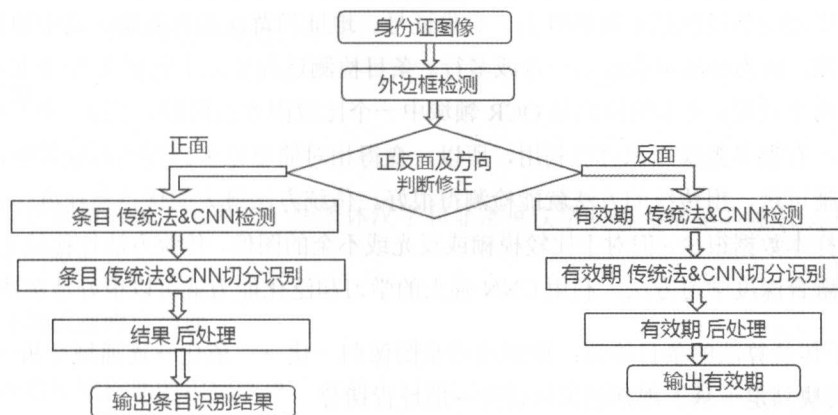 身份证图像
外边框检测
正面
正反面及方向
判断修正
反面
条目 传统法&CNN检测
条目 传统法&CNN切分识别
结果 后处理
输出条目识别结果
有效期 传统法&CNN检测
有效期 传统法&CNN切分识别
有效期 后处理
输出有效期